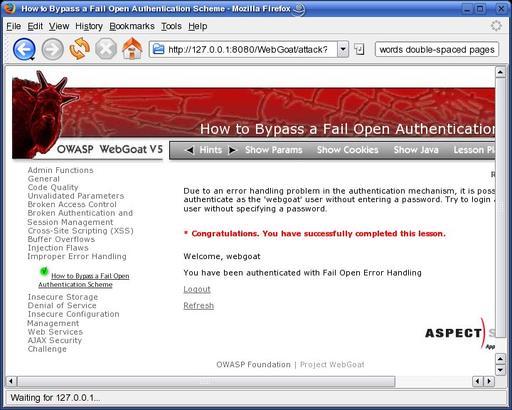 How to Bypass a Fail Open Authentication Scheme - Mozilla Firefox
File Edit View History Bookmarks Tools Help
http://127.0.0.1:8080/WebGoat/attack?
words double-spaced pages
How to Bypass a Fail Open Authentication
OWASP WebGoat V5
Hints Show Params Show Cookies Show Java Lesson Pl
Admin Functions
General
Code Quality
Unvalidated Parameters
Broken Access Control
Broken Authentication and
Session Management
Cross-Site Scripting (XSS)
Buffer Overflows
Injection Flaws
Improper Error Handling
How to Bypass a Fail Open
Authentication Scheme
Insecure Storage
Denial of Service
Insecure Configuration
Management
Web Services
AJAX Security
Challenge
R
Due to an error handling problem in the authentication mechanism, it is poss
authenticate as the 'webgoat' user without entering a password. Try to login
user without specifying a password.
* Congratulations. You have successfully completed this lesson.
Welcome, webgoat
You have been authenticated with Fail Open Error Handling
Logout
Refresh
ASPECT S
App
OWASP Foundation | Project WebGoat
Waiting for 127.0.0.1...